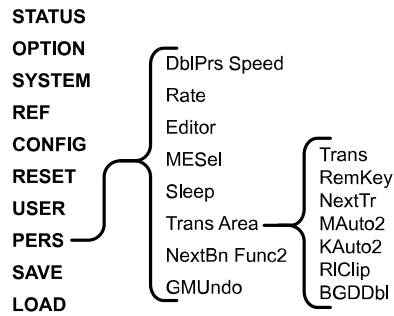 STATUS
OPTION
SYSTEM
REF
CONFIG
RESET
USER
PERS
SAVE
LOAD
DblPrs Speed
Rate
Editor
MESel
Sleep
Trans Area
NextBn Func2
GMUndo
Trans
RemKey
NextTr
MAuto2
KAuto2
RlClip
BGDDbl